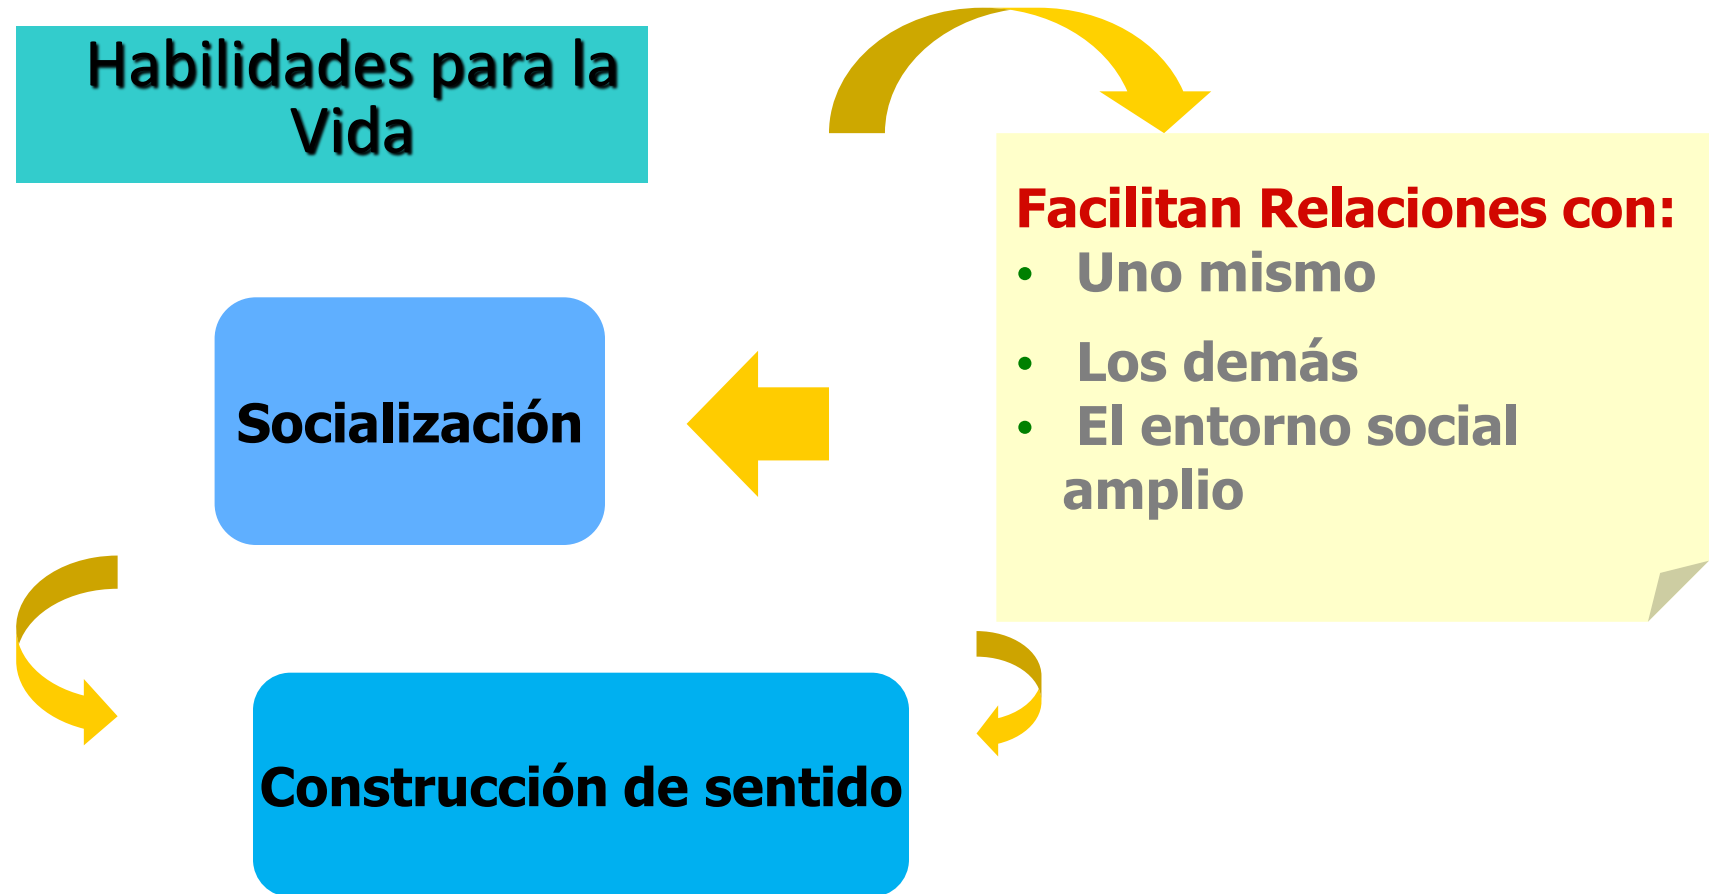 Habilidades para la
Vida
Facilitan Relaciones con:
• Uno mismo
• Los demás
• El entorno social
amplio
Socialización
Construcción de sentido